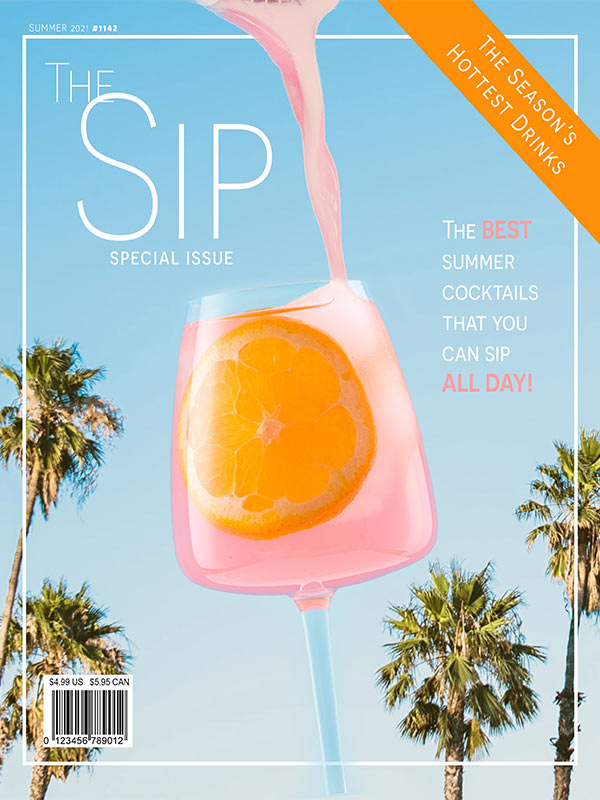 SUMMER 2021 #1142
THE
SIP
SPECIAL ISSUE
THE SEASON'S
HOTTEST DRINKS
THE BEST
SUMMER
COCKTAILS
THAT YOU
CAN SIP
ALL DAY!
$4.99 US $5.95 CAN
0 123456 789012